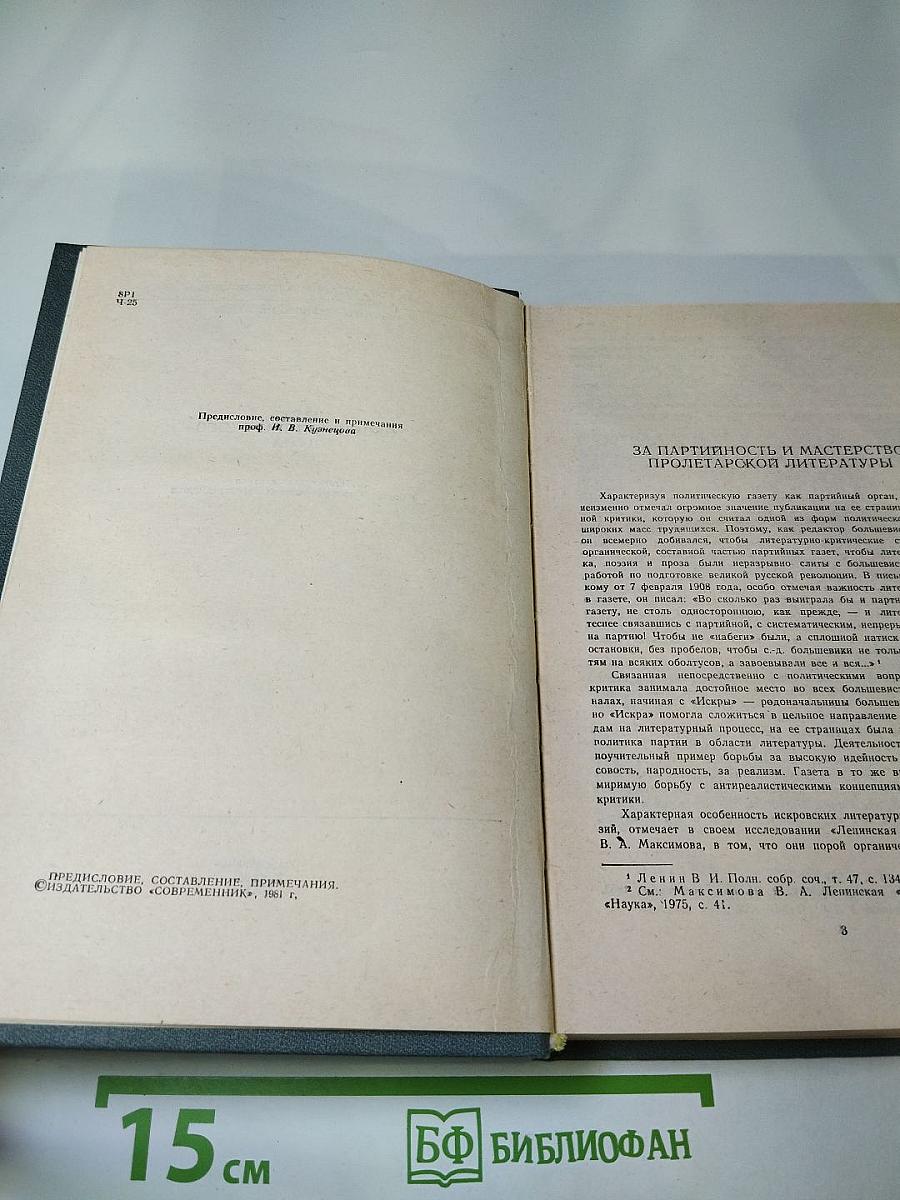 8Р1
Ч-25
Предисловие, составление и примечания
проф. И. В. Кузнецова
ПРЕДИСЛОВИЕ, СОСТАВЛЕНИЕ, ПРИМЕЧАНИЯ.
©ИЗДАТЕЛЬСТВО «СОВРЕМЕННИК», 1981 г,
ЗА ПАРТИЙНОСТЬ И МАСТЕРСТВО
ПРОЛЕТАРСКОЙ ЛИТЕРАТУРЫ
Характеризуя политическую газету как партийный орган,
неизменно отмечал огромное значение публикации на ее страни
ной критики, которую он считал одной из форм политическо
широких масс трудящихся. Поэтому, как редактор большеви
он всемерно добивался, чтобы литературно-критические с
органической, составной частью партийных газет, чтобы лите
ка, поэзия и проза были неразрывно слиты с большевис
работой по подготовке великой русской революции. В пись
кому от 7 февраля 1908 года, особо отмечая важность лите
в газете, он писал: «Во сколько раз выиграла бы и парти
газету, не столь одностороннюю, как прежде, — и лите
теснее связавшись с партийной, с систематическим, непреры
на партию! Чтобы не «набеги» были, а сплошной натиск
остановки, без пробелов, чтобы с.-д. большевики не тольк
тям на всяких оболтусов, а завоевывали все и вся...» ¹
Связанная непосредственно с политическими вопр
критика занимала достойное место во всех большевист
налах, начиная с «Искры» — родоначальницы большев
но «Искра» помогла сложиться в цельное направление
дам на литературный процесс, на ее страницах была
политика партии в области литературы. Деятельност
поучительный пример борьбы за высокую идейность
совость, народность, за реализм. Газета в то же в
миримую борьбу с антиреалистическими концепциям
критики.
Характерная особенность искровских литератур
зий, отмечает в своем исследовании «Ленинская
В. А. Максимова, в том, что они порой органиче
¹ Ленин В И. Полн. собр. соч., т. 47, с. 134
² См.: Максимова В. А. Ленинская «
«Наука», 1975, с. 41.
3
15 см
БФ БИБЛИОФАН